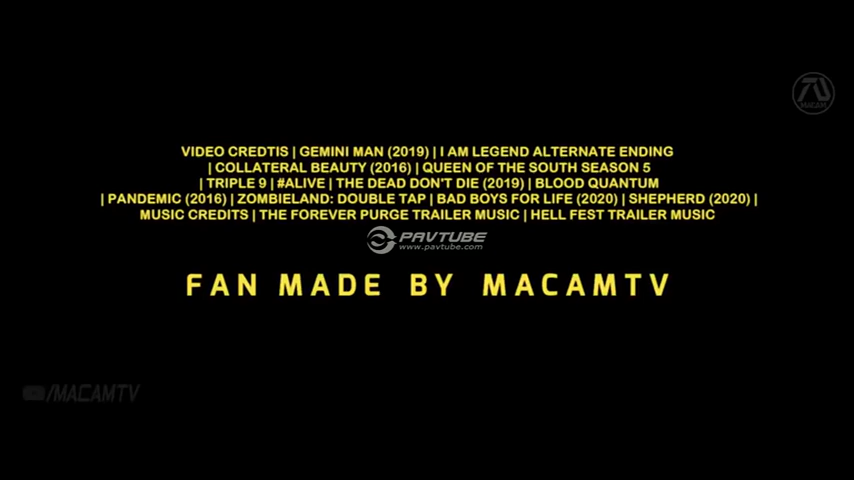 VIDEO CREDTIS | GEMINI MAN (2019) | I AM LEGEND ALTERNATE ENDING
| COLLATERAL BEAUTY (2016) | QUEEN OF THE SOUTH SEASON 5
| TRIPLE 9 | #ALIVE | THE DEAD DON'T DIE (2019) | BLOOD QUANTUM
| PANDEMIC (2016) | ZOMBIELAND: DOUBLE TAP | BAD BOYS FOR LIFE (2020) | SHEPHERD (2020) |
MUSIC CREDITS | THE FOREVER PURGE TRAILER MUSIC | HELL FEST TRAILER MUSIC
PAVTUBE
www.pavtube.com
FAN MADE BY MACAMTV
/MACAMTV
MACAM